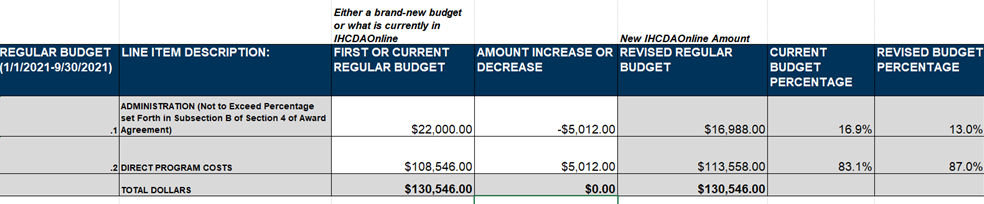 Either a brand-new budget
or what is currently in
IHCDAOnline
New IHCDAOnline Amount
REGULAR BUDGET
(1/1/2021-9/30/2021)
LINE ITEM DESCRIPTION:
FIRST OR CURRENT
REGULAR BUDGET
AMOUNT INCREASE OR
DECREASE
REVISED REGULAR
BUDGET
CURRENT
BUDGET
PERCENTAGE
REVISED BUDGET
PERCENTAGE
ADMINISTRATION (Not to Exceed Percentage
set Forth in Subsection B of Section 4 of Award
.1 Agreement) $22,000.00 -$5,012.00 $16,988.00 16.9% 13.0%
.2 DIRECT PROGRAM COSTS $108,546.00 $5,012.00 $113,558.00 83.1% 87.0%
TOTAL DOLLARS $130,546.00 $0.00 $130,546.00